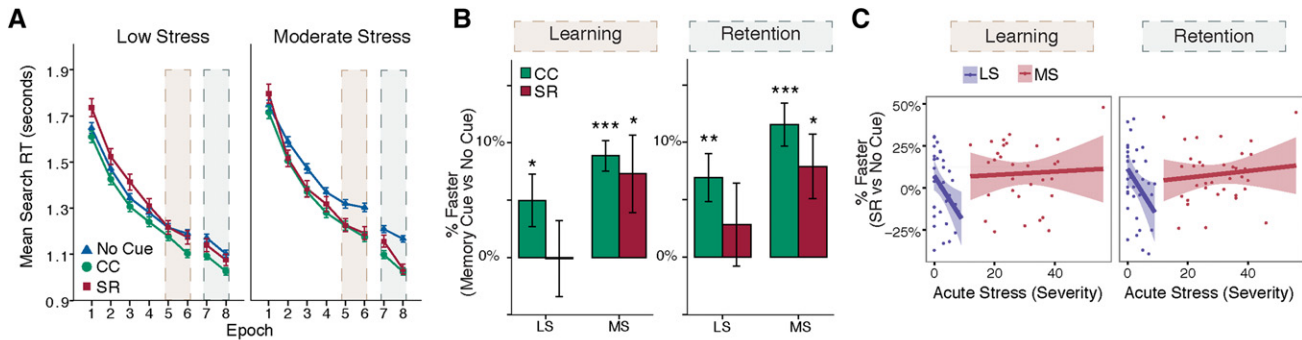 A
Low Stress
Moderate Stress
Mean Search RT (seconds)
1.9
1.7
1.5
1.3
1.1
0.9
No Cue
CC
SR
1 2 3 4 5 6 7 8
1 2 3 4 5 6 7 8
Epoch
B
Learning
Retention
% Faster
(Memory Cue vs No Cue)
CC
SR
10%
0%
10%
0%
*
***
*
**
***
*
LS
MS
LS
MS
C
Learning
Retention
LS
MS
% Faster
(SR vs No Cue)
50%
25%
0%
-25%
0
20
40
0
20
40
Acute Stress (Severity)
Acute Stress (Severity)